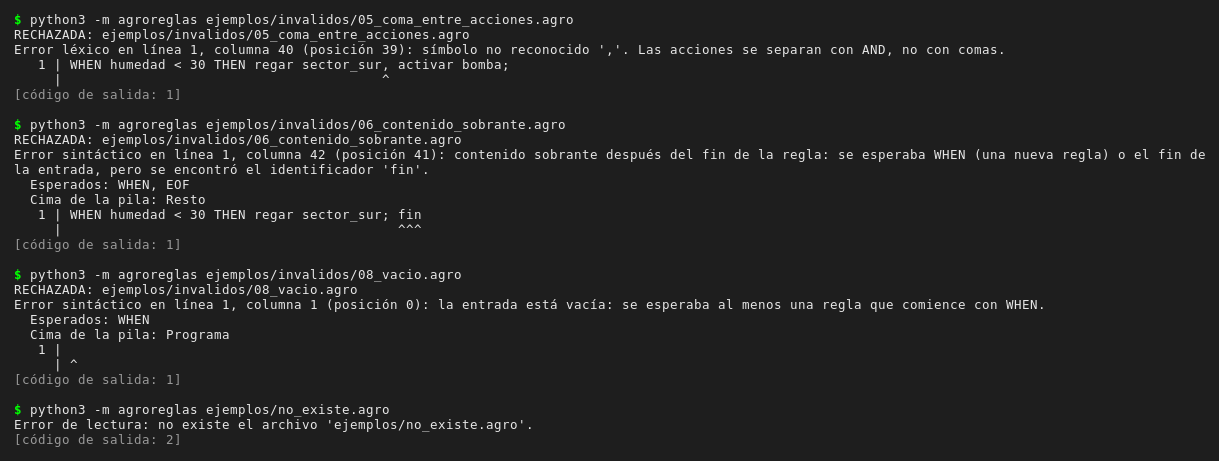 $ python3 -m agroreglas ejemplos/invalidos/05_coma_entre_acciones.agro
RECHAZADA: ejemplos/invalidos/05_coma_entre_acciones.agro
Error léxico en línea 1, columna 40 (posición 39): símbolo no reconocido ','. Las acciones se separan con AND, no con comas.
   1 | WHEN humedad < 30 THEN regar sector_sur, activar bomba;
     |                                        ^
[código de salida: 1]

$ python3 -m agroreglas ejemplos/invalidos/06_contenido_sobrante.agro
RECHAZADA: ejemplos/invalidos/06_contenido_sobrante.agro
Error sintáctico en línea 1, columna 42 (posición 41): contenido sobrante después del fin de la regla: se esperaba WHEN (una nueva regla) o el fin de
la entrada, pero se encontró el identificador 'fin'.
  Esperados: WHEN, EOF
  Cima de la pila: Resto
   1 | WHEN humedad < 30 THEN regar sector_sur; fin
     |                                          ^^^
[código de salida: 1]

$ python3 -m agroreglas ejemplos/invalidos/08_vacio.agro
RECHAZADA: ejemplos/invalidos/08_vacio.agro
Error sintáctico en línea 1, columna 1 (posición 0): la entrada está vacía: se esperaba al menos una regla que comience con WHEN.
  Esperados: WHEN
  Cima de la pila: Programa
   1 |
     | ^
[código de salida: 1]

$ python3 -m agroreglas ejemplos/no_existe.agro
Error de lectura: no existe el archivo 'ejemplos/no_existe.agro'.
[código de salida: 2]